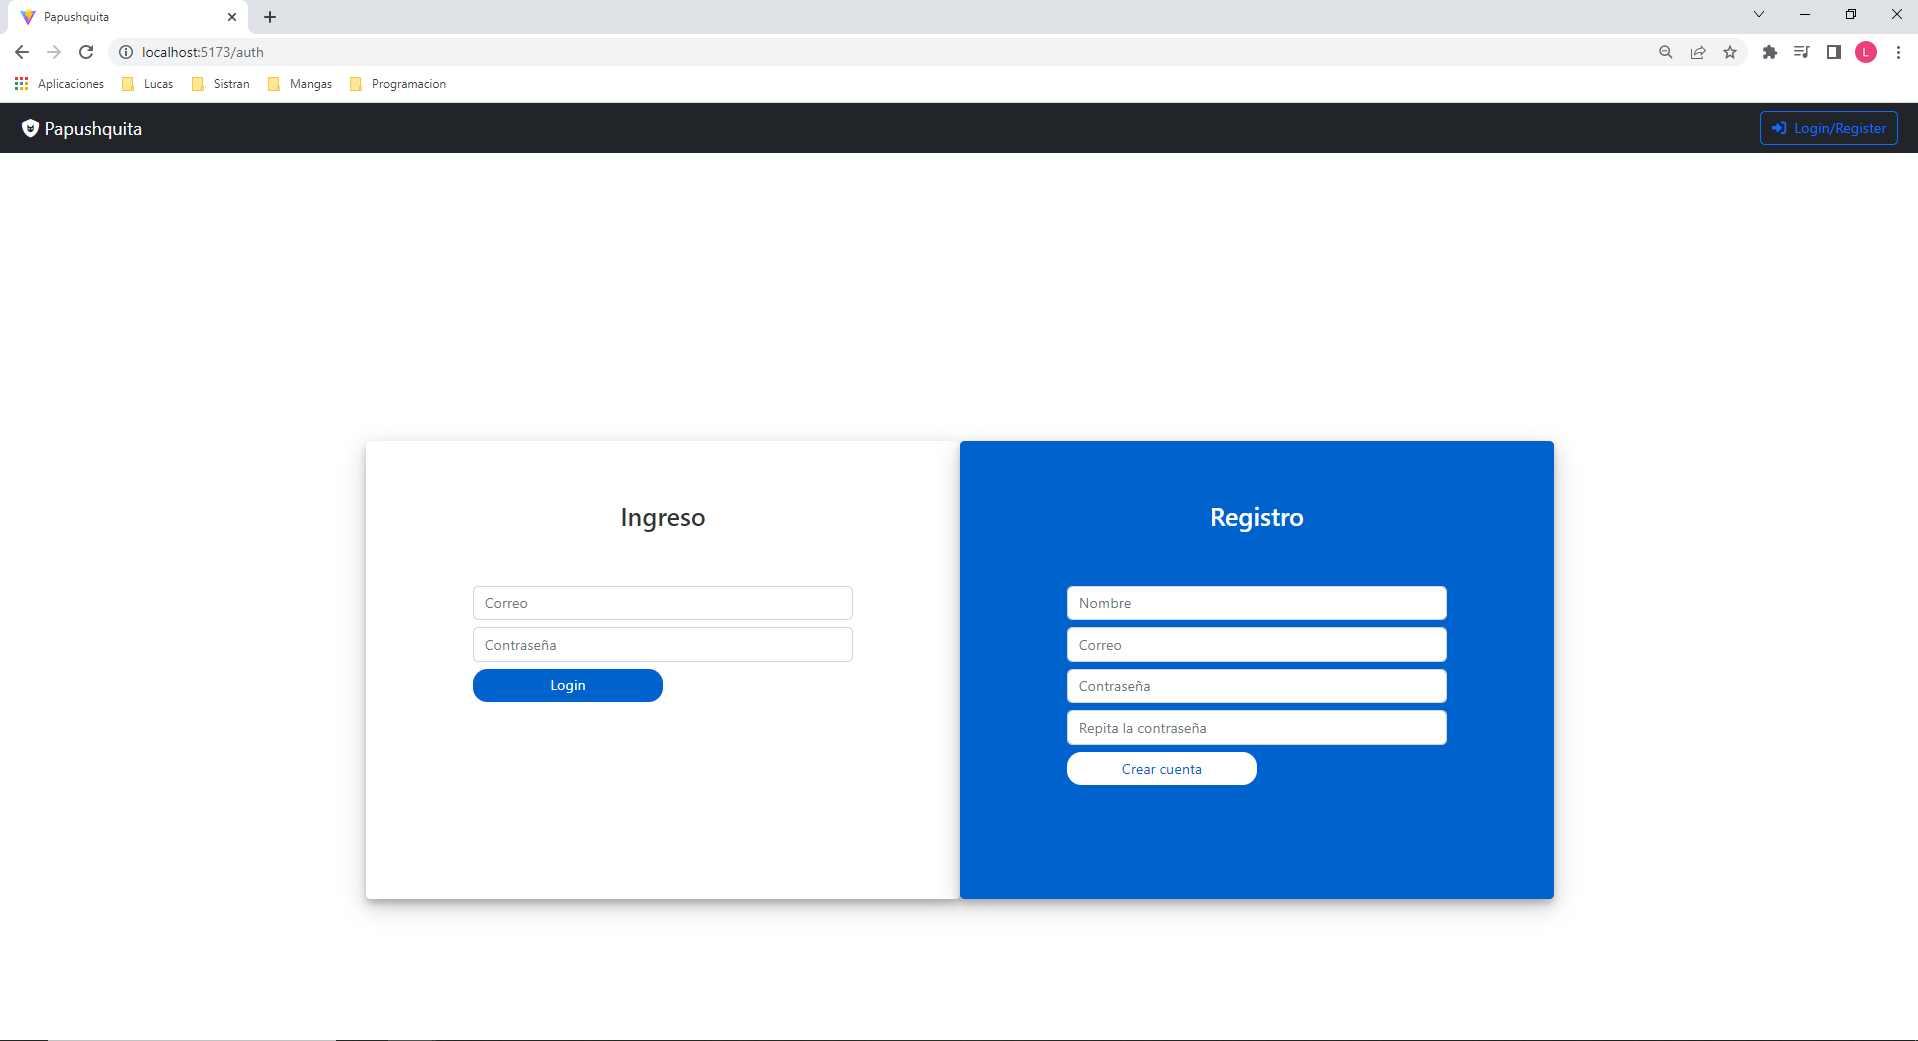 Papushquita
localhost:5173/auth
L
Aplicaciones Lucas Sistran Mangas Programacion
Papushquita Login/Register
Ingreso
Correo
Contraseña
Login
Registro
Nombre
Correo
Contraseña
Repita la contraseña
Crear cuenta